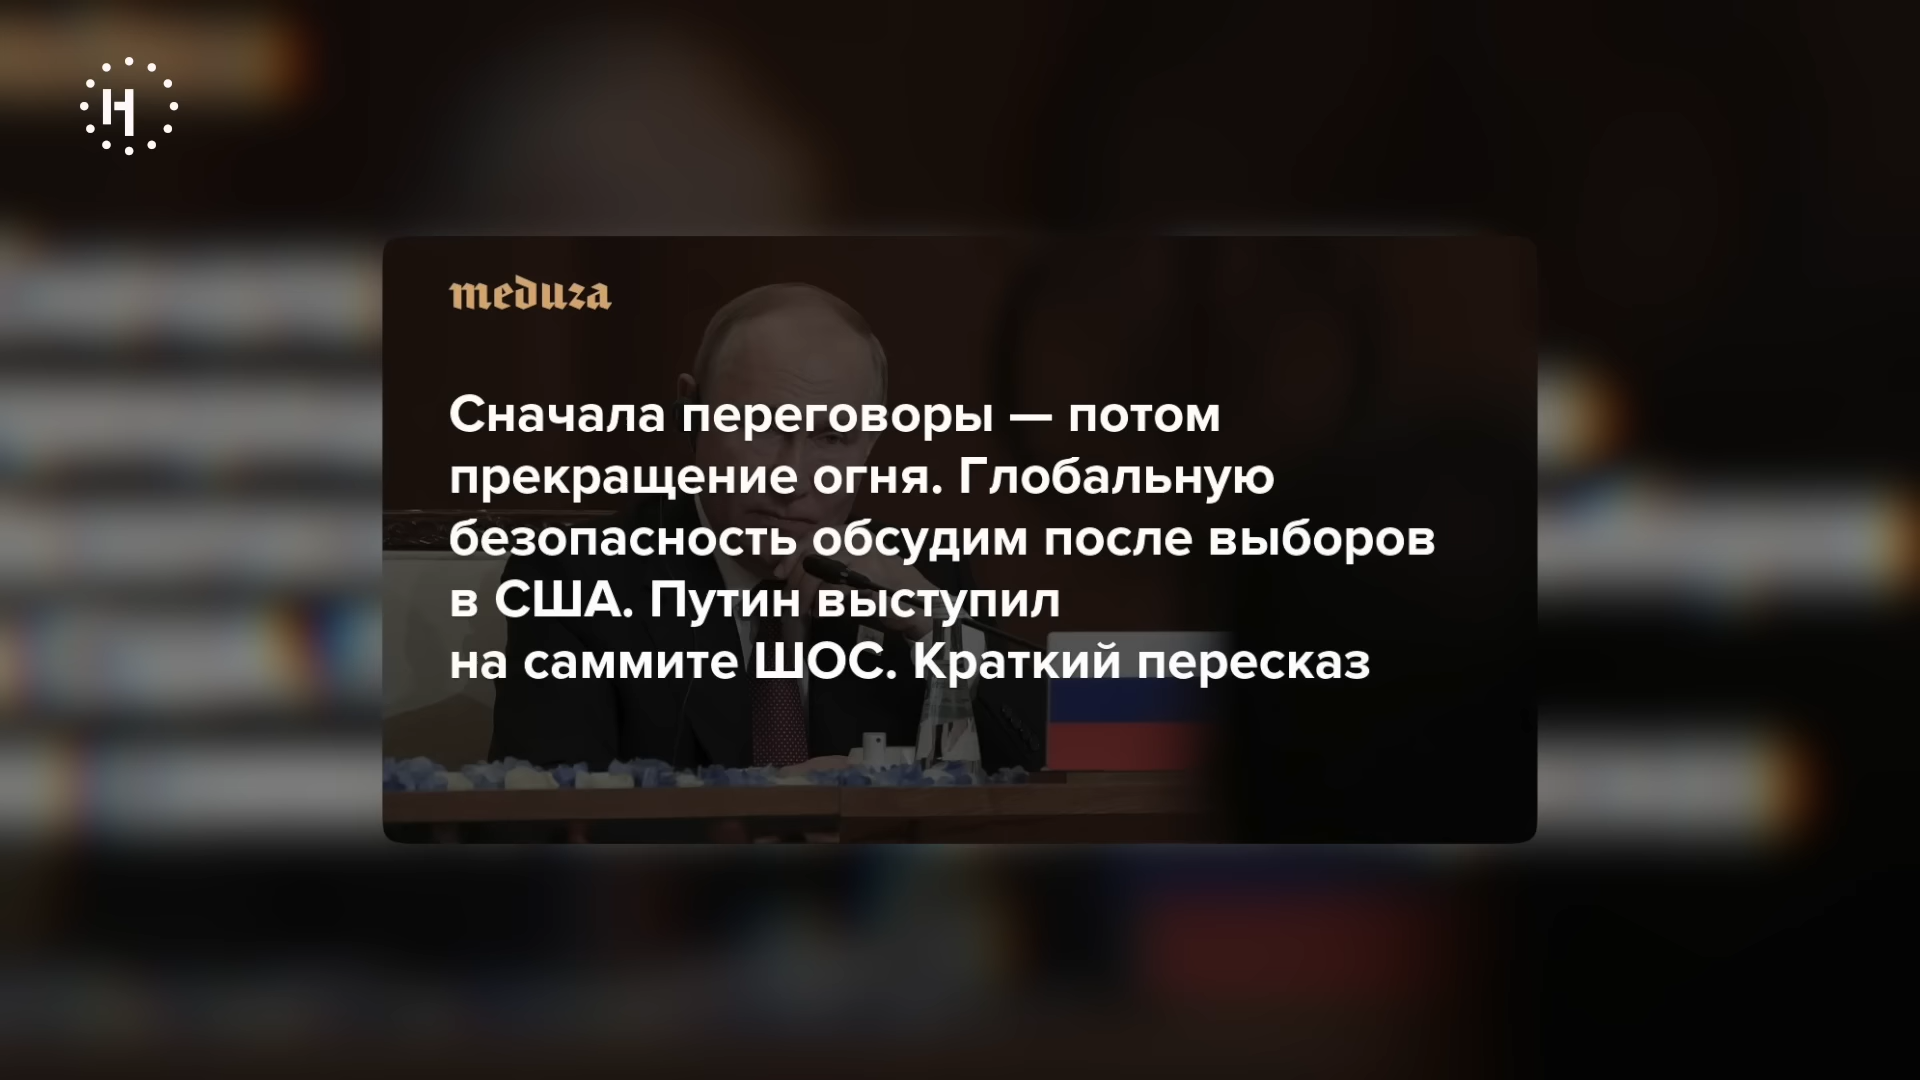 meduza
Сначала переговоры — потом
прекращение огня. Глобальную
безопасность обсудим после выборов
в США. Путин выступил
на саммите ШОС. Краткий пересказ